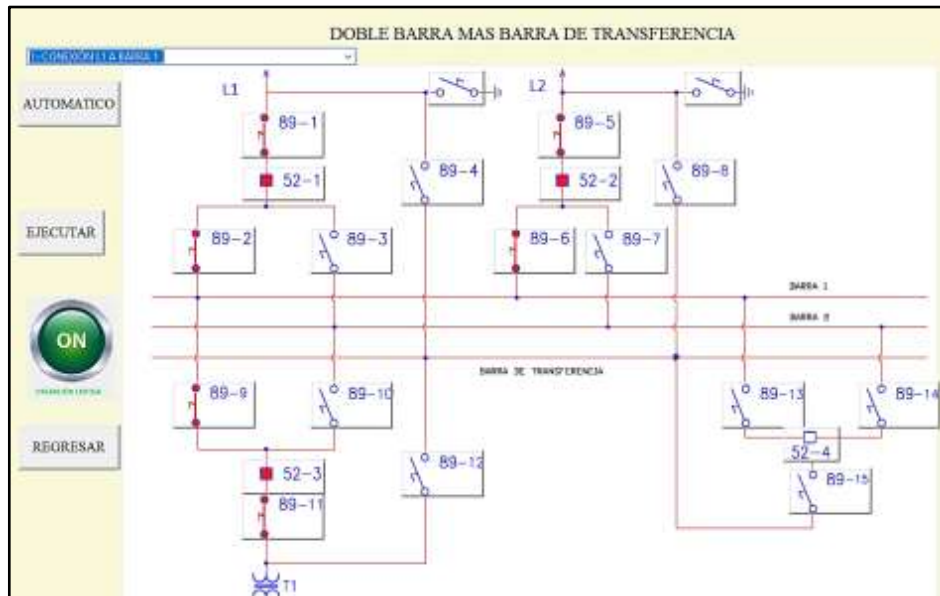 DOBLE BARRA MAS BARRA DE TRANSFERENCIA
AUTOMATICO
EJECUTAR
ON
REGRESAR
L1
L2
89-1
89-5
52-1
89-4
52-2
89-8
89-2
89-3
89-6
89-7
BARRA 1
BARRA 2
BARRA DE TRANSFERENCIA
89-9
89-10
89-13
89-14
52-4
52-3
89-12
89-15
89-11
T1